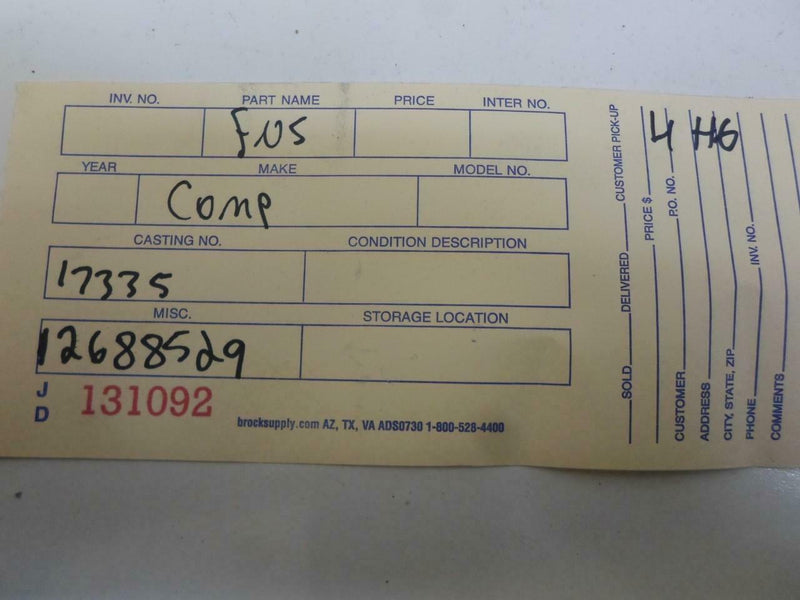 INV. NO. PART NAME PRICE INTER NO.
FUS
YEAR MAKE MODEL NO.
Comp
CASTING NO. CONDITION DESCRIPTION
17335
MISC. STORAGE LOCATION
12688529
JD 131092
brocksupply.com AZ, TX, VA ADS0730 1-800-528-4400
SOLD DELIVERED CUSTOMER PICK-UP
PRICE $
4
CUSTOMER P.O. NO.
HG
ADDRESS
CITY, STATE, ZIP
PHONE INV. NO.
COMMENTS